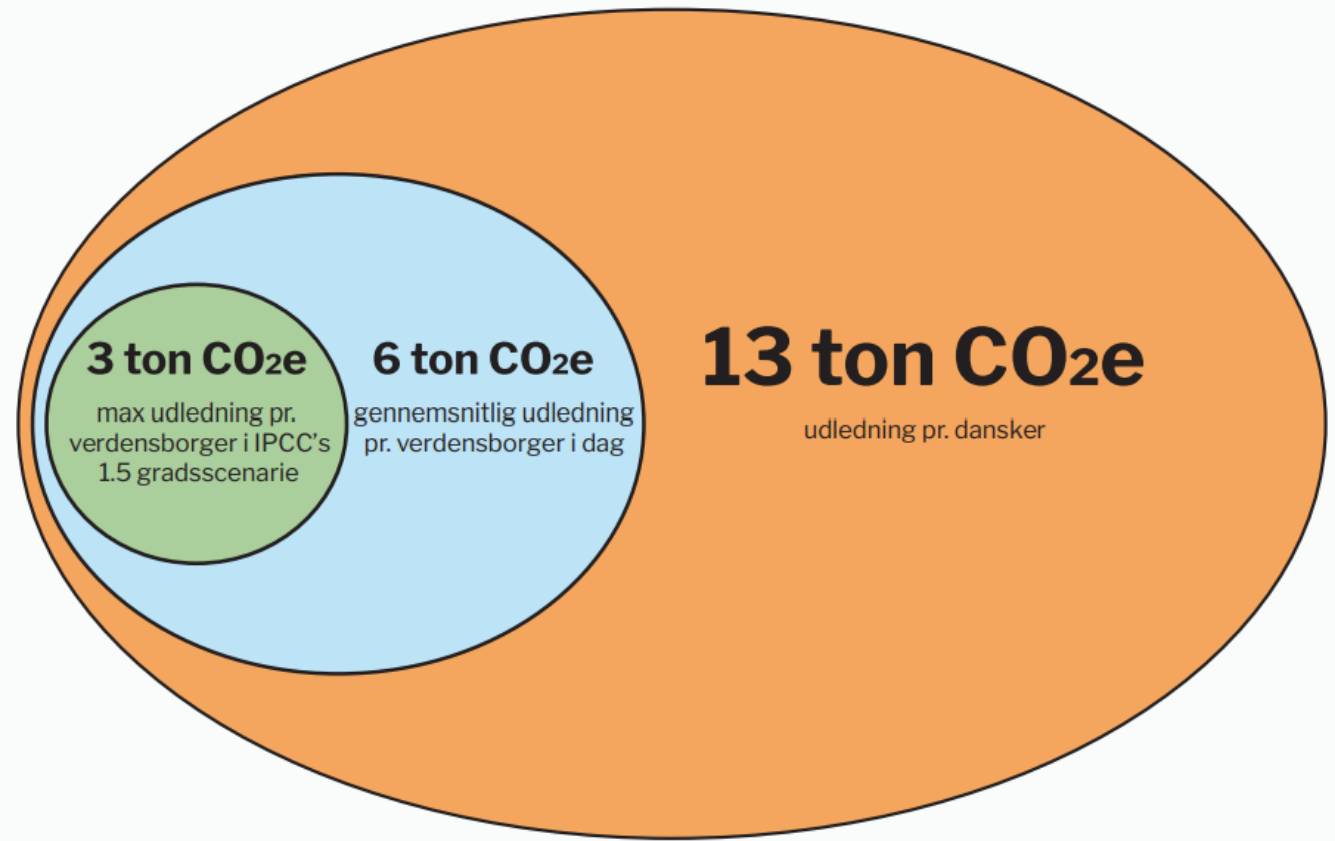 3 ton CO₂e
max udledning pr.
verdensborger i IPCC's
1.5 gradsscenarie
6 ton CO₂e
gennemsnitlig udledning
pr. verdensborger i dag
13 ton CO₂e
udledning pr. dansker